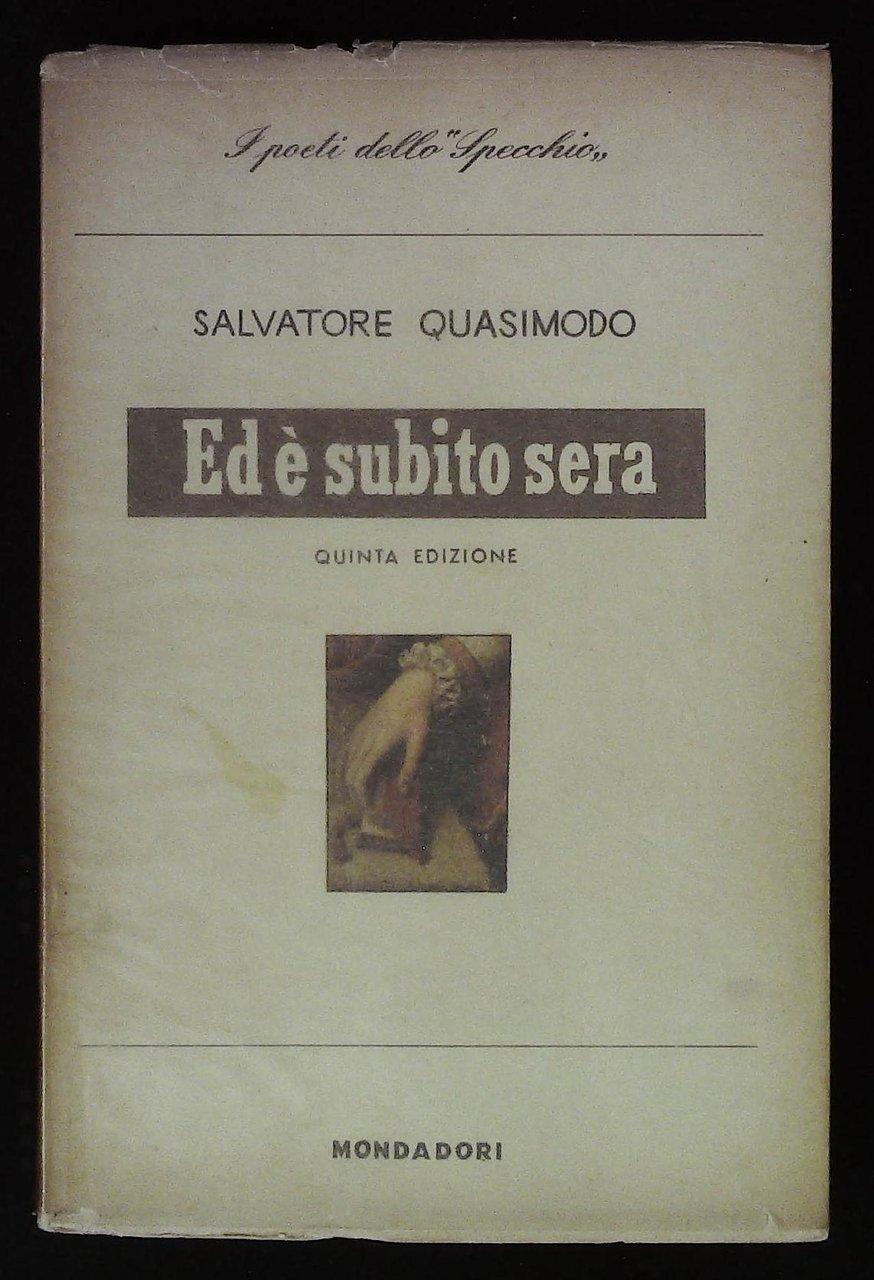 I poeti dello "Specchio„
SALVATORE QUASIMODO
Ed è subito sera
QUINTA EDIZIONE
MONDADORI